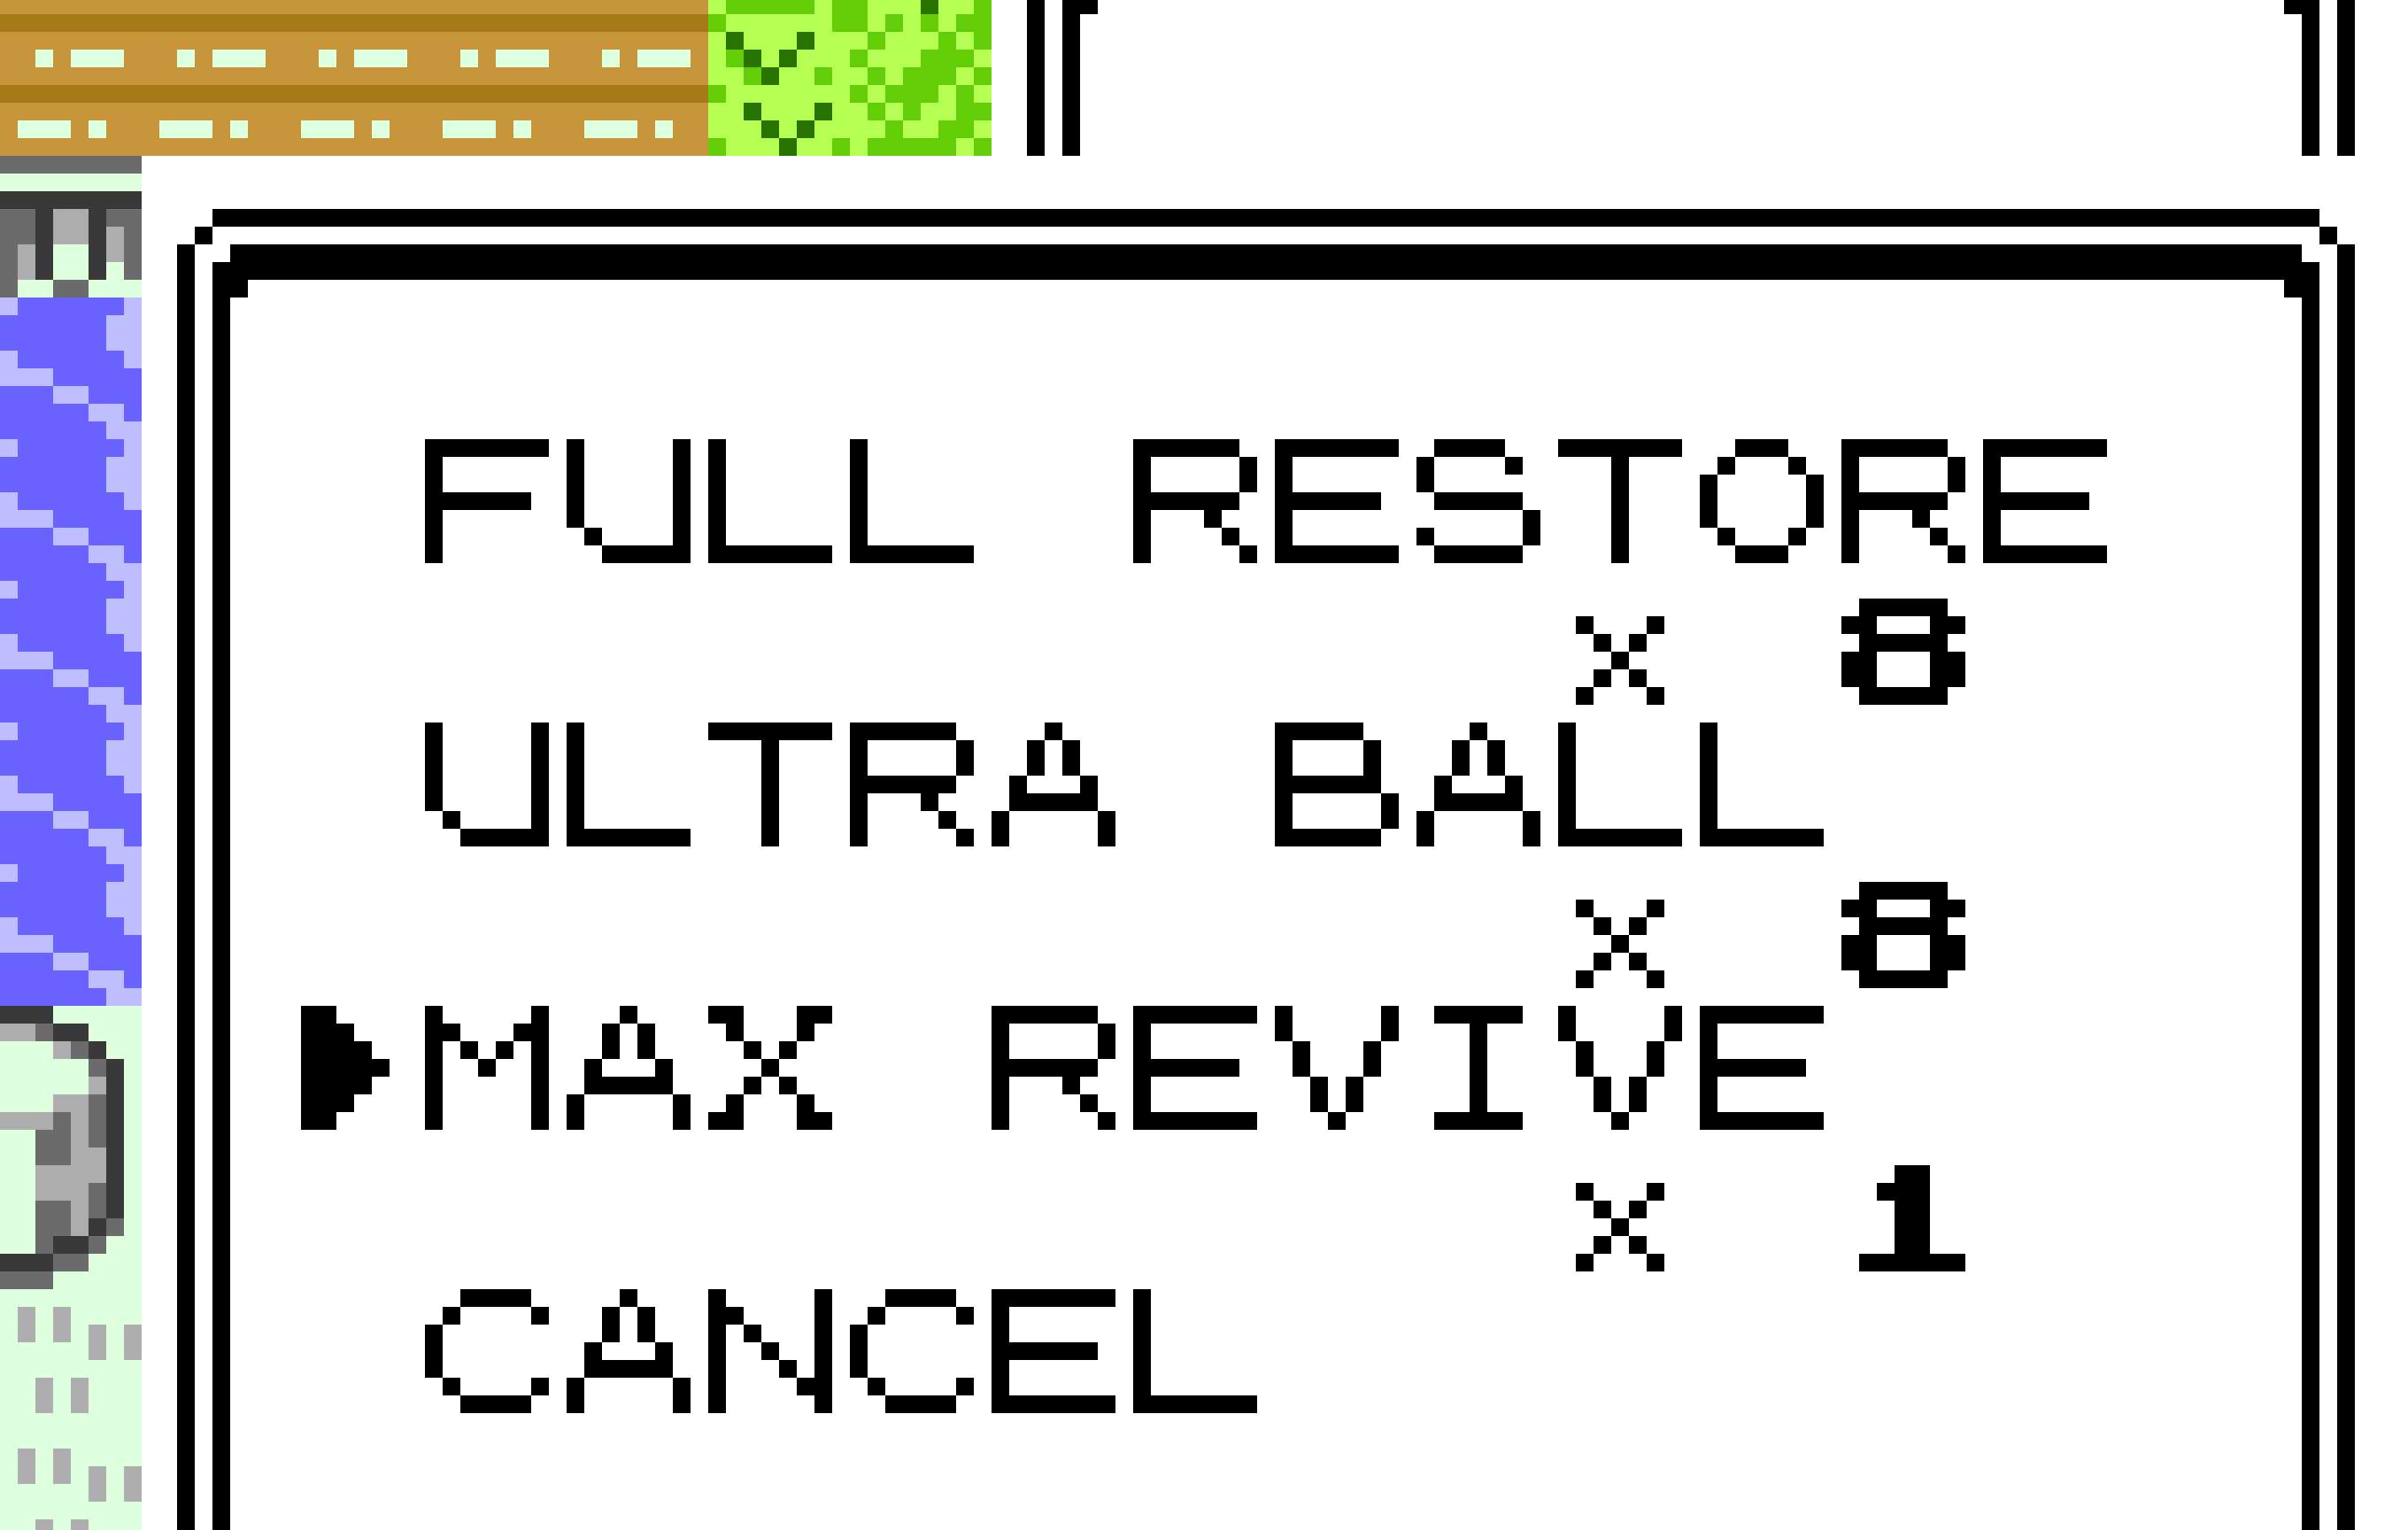 FULL RESTORE
× 8
ULTRA BALL
× 8
▶MAX REVIVE
× 1
CANCEL